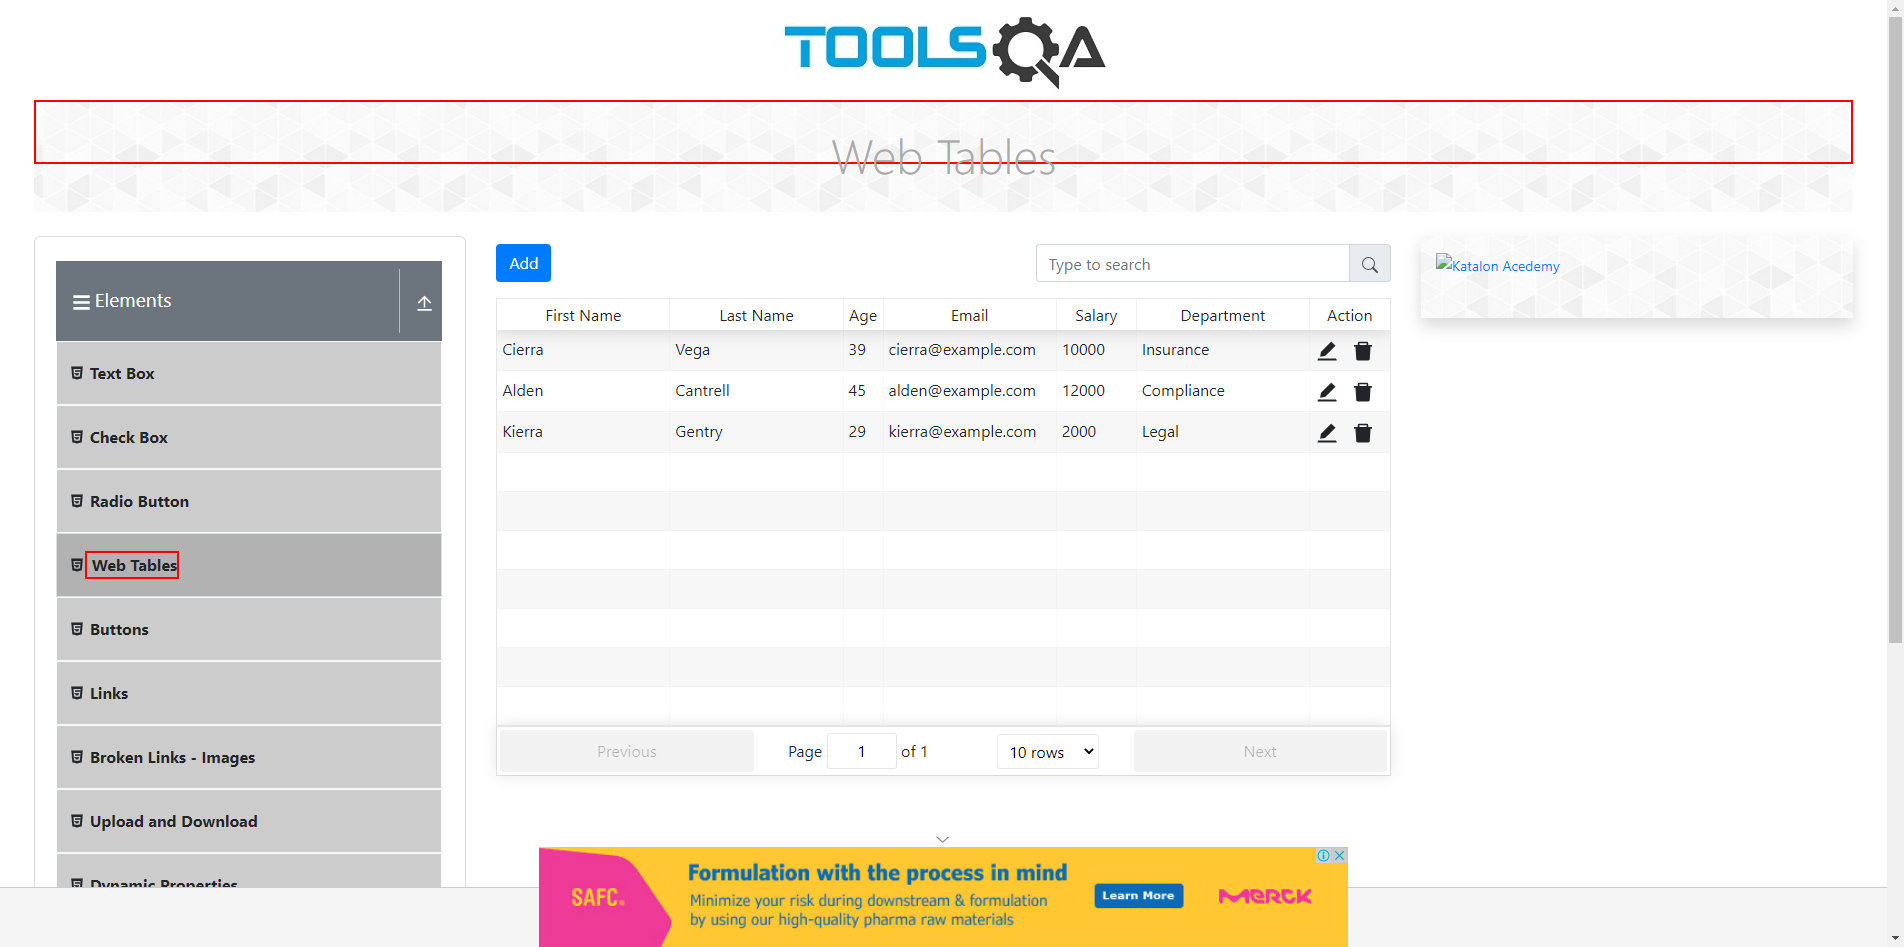 TOOLSQA
Web Tables
Elements
Text Box
Check Box
Radio Button
Web Tables
Buttons
Links
Broken Links - Images
Upload and Download
Dynamic Properties
Add
Type to search
First Name Last Name Age Email Salary Department Action
Cierra Vega 39 cierra@example.com 10000 Insurance
Alden Cantrell 45 alden@example.com 12000 Compliance
Kierra Gentry 29 kierra@example.com 2000 Legal
Previous Page 1 of 1 10 rows Next
Katalon Acedemy
SAFC.
Formulation with the process in mind
Minimize your risk during downstream & formulation
by using our high-quality pharma raw materials
Learn More
MERCK